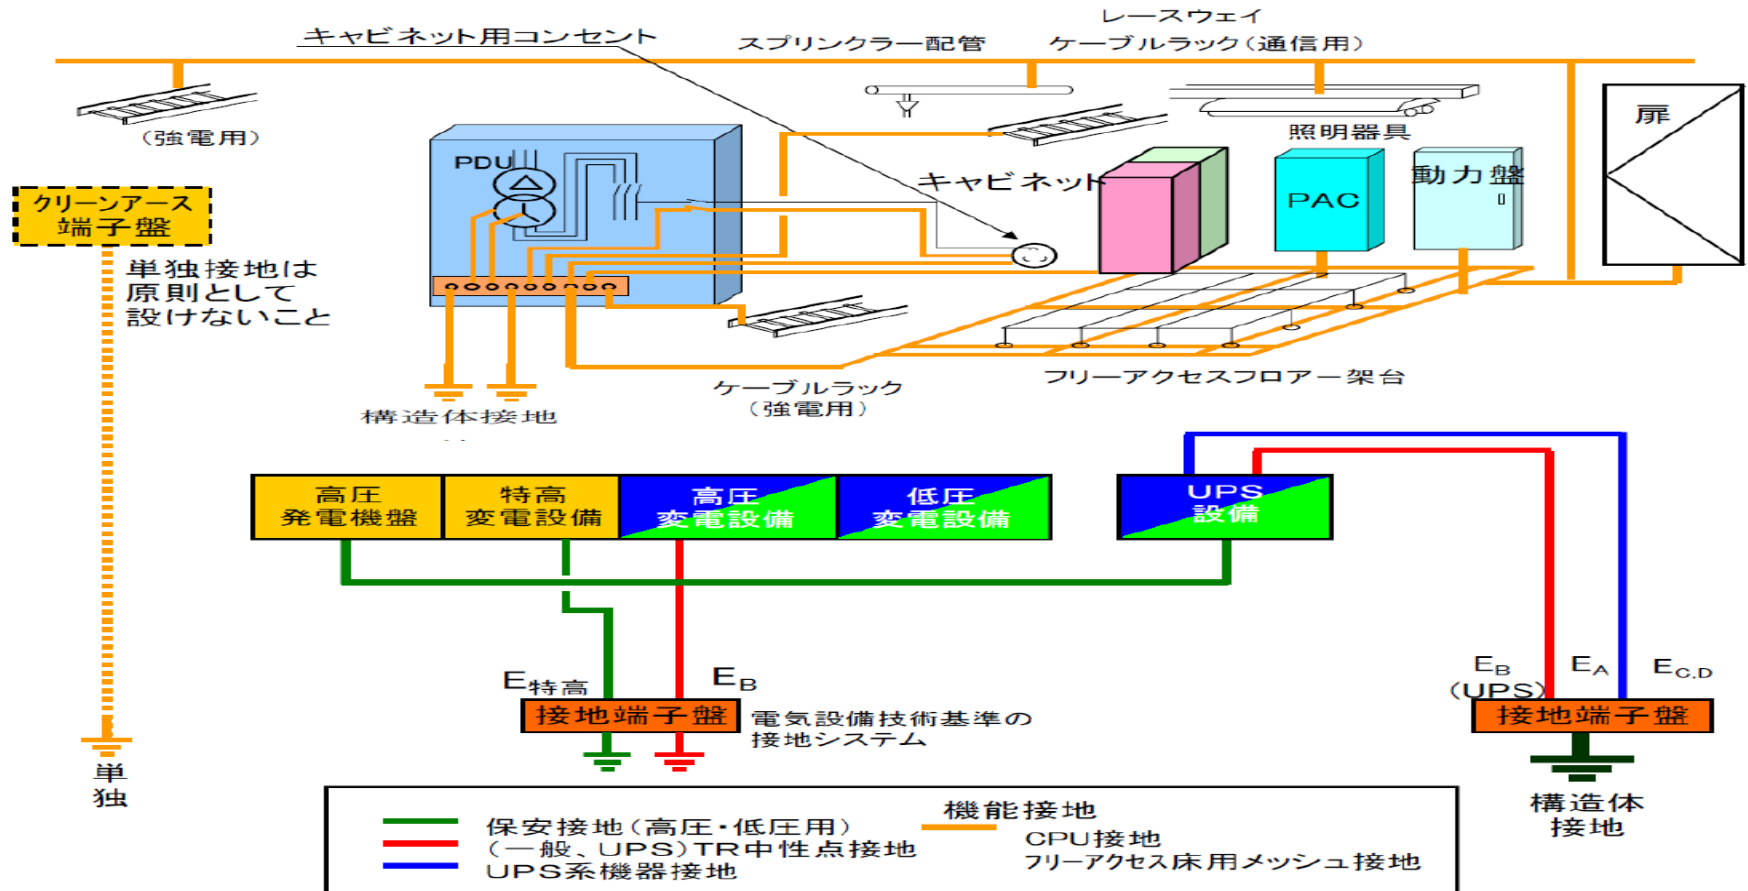 レースウェイ
キャビネット用コンセント
スプリンクラー配管
ケーブルラック(通信用)
(強電用)
照明器具
扉
PDU
キャビネット
PAC
動力盤
クリーンアース
端子盤
単独接地は
原則として
設けないこと
フリーアクセスフロアー架台
ケーブルラック
(強電用)
構造体接地
高圧
発電機盤
特高
変電設備
高圧
変電設備
低圧
変電設備
UPS
設備
E特高
EB
接地端子盤
電気設備技術基準の
接地システム
EB
(UPS)
EA
EC.D
接地端子盤
単
独
構造体
接地
保安接地(高圧・低圧用)
(一般、UPS)TR中性点接地
UPS系機器接地
機能接地
CPU接地
フリーアクセス床用メッシュ接地